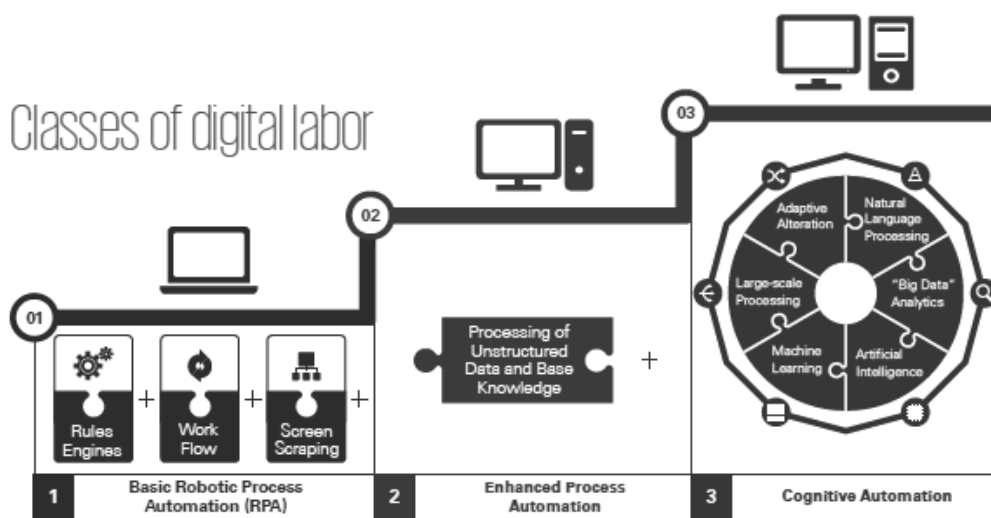 Classes of digital labor
01
02
03
Rules
Engines
+
Work
Flow
+
Screen
Scraping
+
Processing of
Unstructured
Data and Base
Knowledge
+
Adaptive
Alteration
Natural
Language
Processing
Large-scale
Processing
"Big Data"
Analytics
Machine
Learning
Artificial
Intelligence
1
Basic Robotic Process
Automation (RPA)
2
Enhanced Process
Automation
3
Cognitive Automation